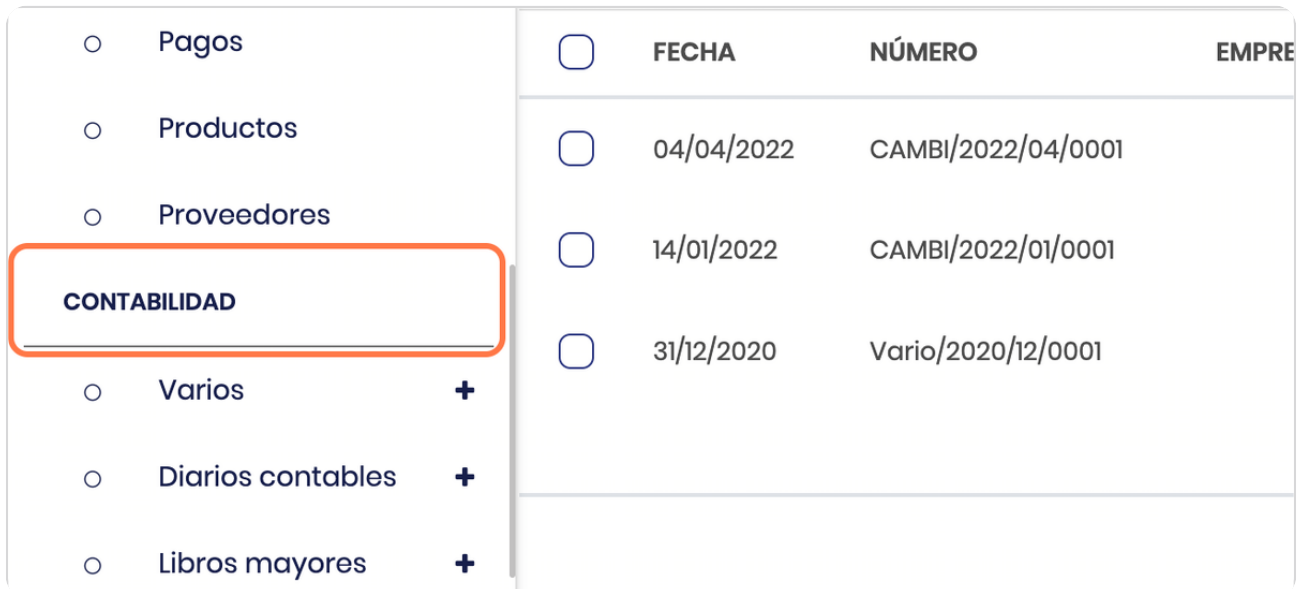 Pagos
Productos
Proveedores
CONTABILIDAD
Varios
Diarios contables
Libros mayores
FECHA NÚMERO EMPRE
04/04/2022 CAMBI/2022/04/0001
14/01/2022 CAMBI/2022/01/0001
31/12/2020 Vario/2020/12/0001